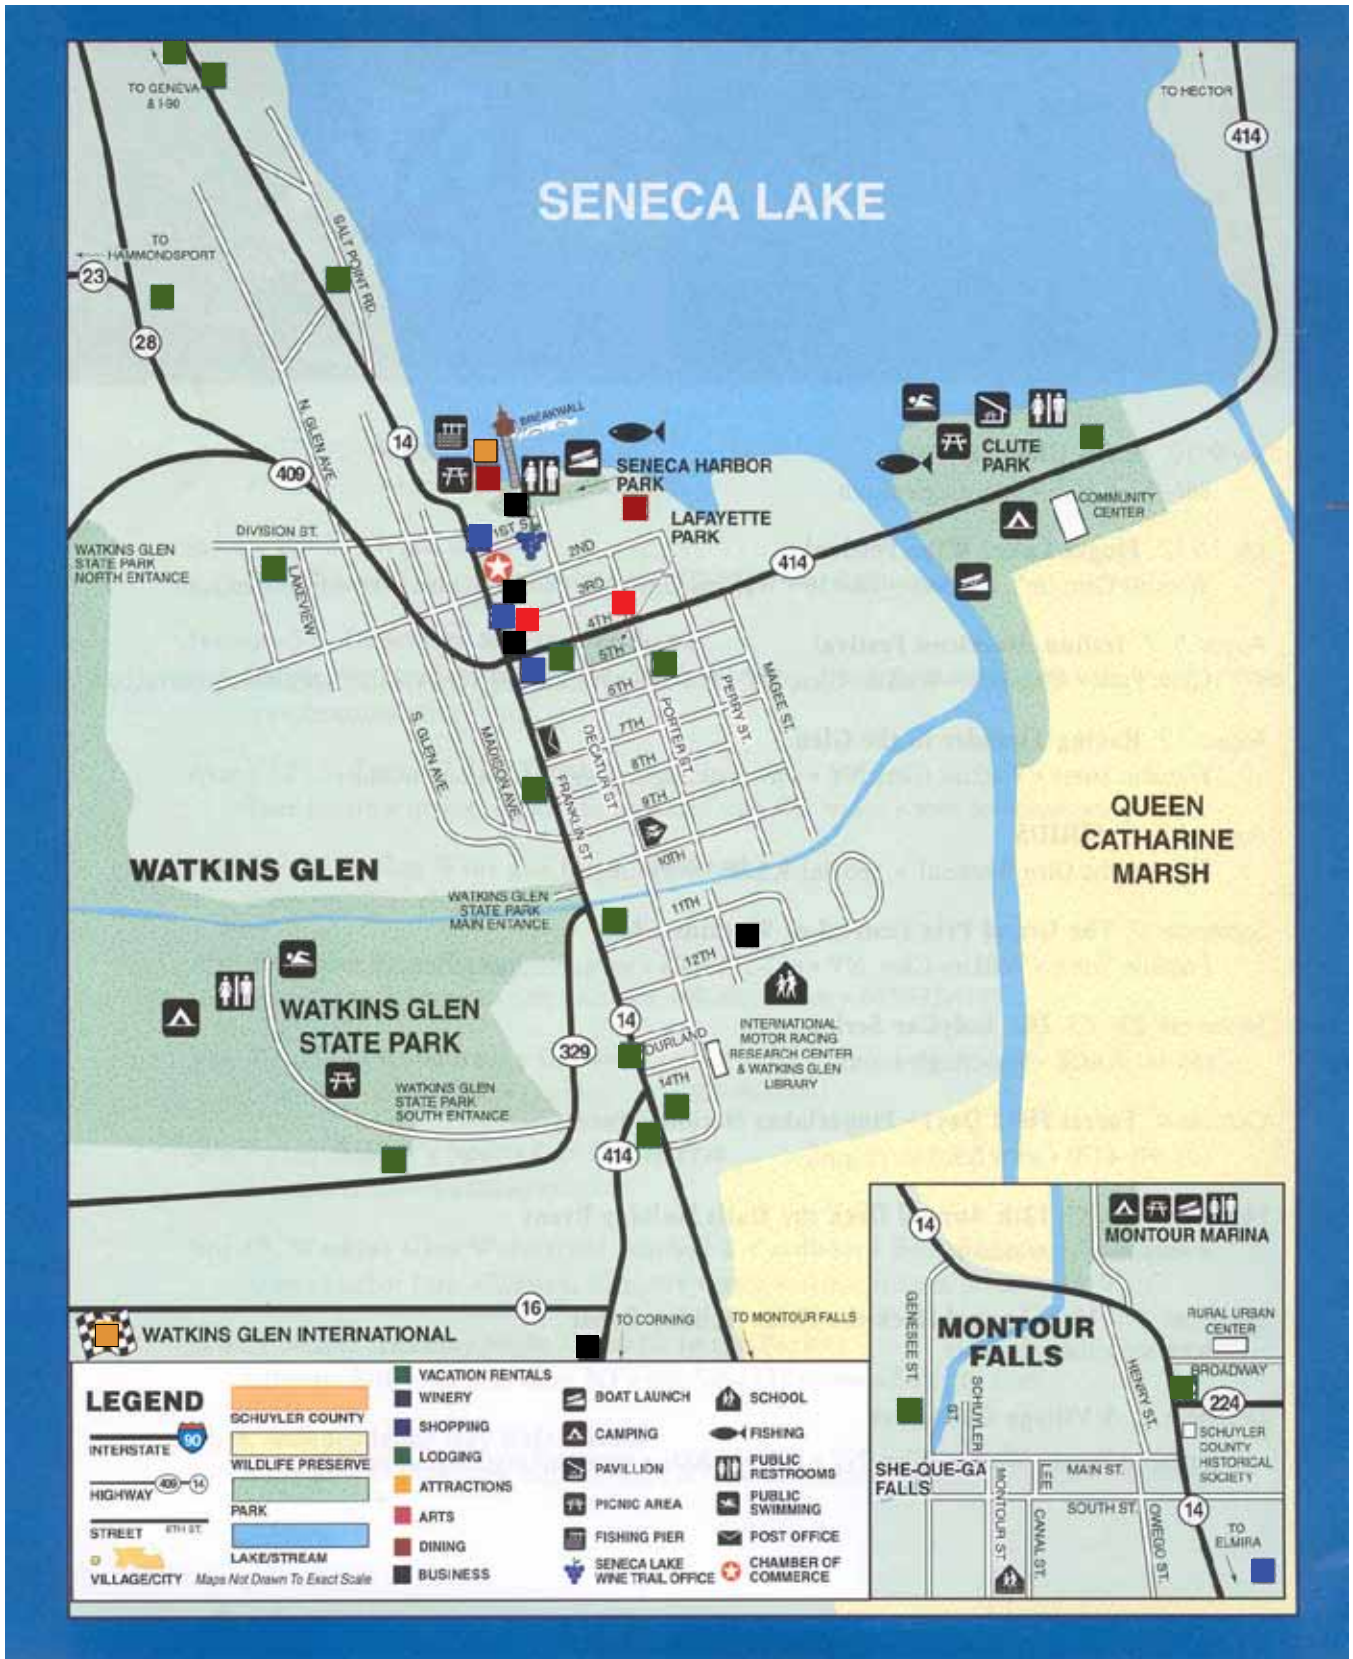 TO GENEVA
& I-90
TO HECTOR
414
SENECA LAKE
SALT POINT RD.
TO
HAMMONDSPORT
23
28
N. GLEN AVE.
14
BREAKWALL
409
SENECA HARBOR
PARK
CLUTE
PARK
COMMUNITY
CENTER
LAFAYETTE
PARK
DIVISION ST.
1ST S
2ND
3RD
4TH
5TH
6TH
7TH
8TH
9TH
10TH
11TH
12TH
414
WATKINS GLEN
STATE PARK
NORTH ENTANCE
LAKEVIEW
S. GLEN AVE.
MADISON AVE.
FRANKLIN ST.
DECATUR ST.
PORTER ST.
PERRY ST.
MAGEE ST.
QUEEN
CATHARINE
MARSH
WATKINS GLEN
WATKINS GLEN
STATE PARK
MAIN ENTANCE
WATKINS GLEN
STATE PARK
14
329
OURLAND
14TH
INTERNATIONAL
MOTOR RACING
RESEARCH CENTER
& WATKINS GLEN
LIBRARY
WATKINS GLEN
STATE PARK
SOUTH ENTANCE
414
16
TO CORNING
TO MONTOUR FALLS
WATKINS GLEN INTERNATIONAL
14
MONTOUR MARINA
GENESEE ST.
MONTOUR
FALLS
RURAL URBAN
CENTER
BROADWAY
224
HENRY ST.
SCHUYLER
ST.
SCHUYLER
COUNTY
HISTORICAL
SOCIETY
SHE-QUE-GA
FALLS
MAIN ST.
LEE
SOUTH ST.
MONTOUR ST.
CANAL ST.
OWEGO ST.
14
TO
ELMIRA
LEGEND
INTERSTATE
90
HIGHWAY
409
14
STREET
6TH ST.
VILLAGE/CITY
SCHUYLER COUNTY
WILDLIFE PRESERVE
PARK
LAKE/STREAM
Maps Not Drawn To Exact Scale
VACATION RENTALS
WINERY
SHOPPING
LODGING
ATTRACTIONS
ARTS
DINING
BUSINESS
BOAT LAUNCH
CAMPING
PAVILLION
PICNIC AREA
FISHING PIER
SENECA LAKE
WINE TRAIL OFFICE
SCHOOL
FISHING
PUBLIC
RESTROOMS
PUBLIC
SWIMMING
POST OFFICE
CHAMBER OF
COMMERCE